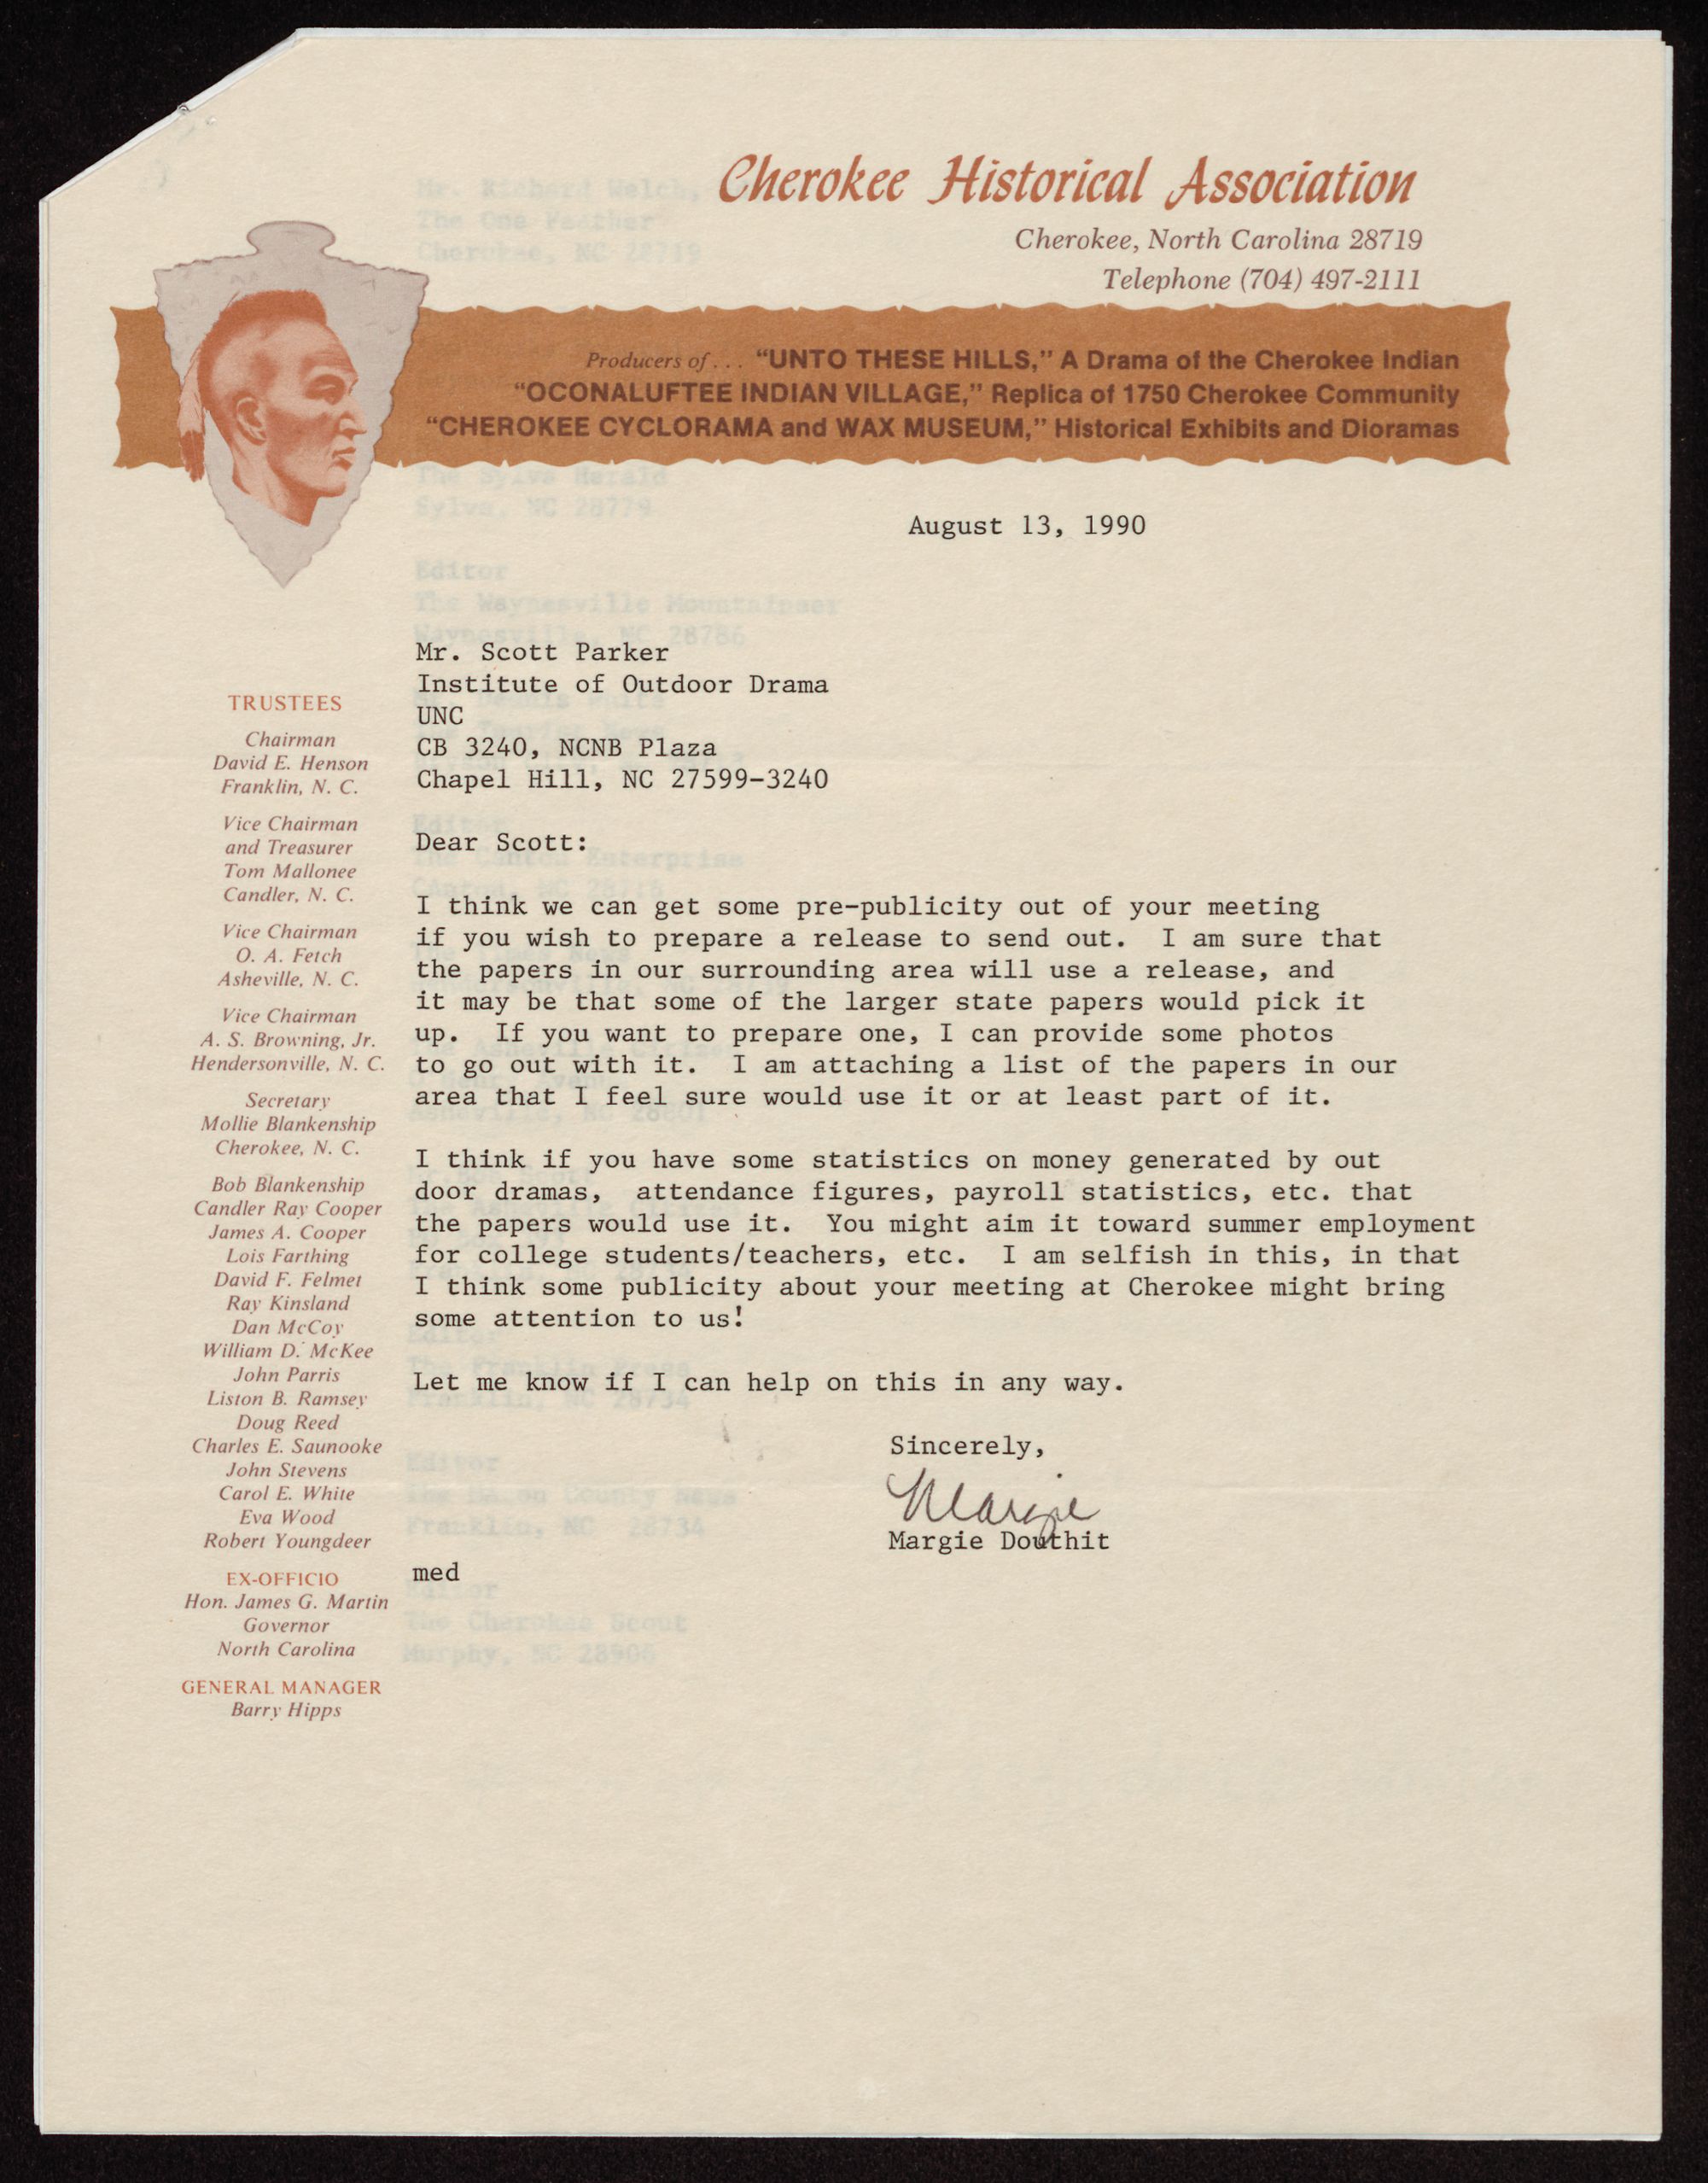 Cherokee Historical Association
Cherokee, North Carolina 28719
Telephone (704) 497-2111
Producers of . . . “UNTO THESE HILLS,” A Drama of the Cherokee Indian
“OCONALUFTEE INDIAN VILLAGE,” Replica of 1750 Cherokee Community
“CHEROKEE CYCLORAMA and WAX MUSEUM,” Historical Exhibits and Dioramas
August 13, 1990
Mr. Scott Parker
Institute of Outdoor Drama
UNC
CB 3240, NCNB Plaza
Chapel Hill, NC 27599-3240
Dear Scott:
I think we can get some pre-publicity out of your meeting
if you wish to prepare a release to send out.  I am sure that
the papers in our surrounding area will use a release, and
it may be that some of the larger state papers would pick it
up.  If you want to prepare one, I can provide some photos
to go out with it.  I am attaching a list of the papers in our
area that I feel sure would use it or at least part of it.
I think if you have some statistics on money generated by out
door dramas,  attendance figures, payroll statistics, etc. that
the papers would use it.  You might aim it toward summer employment
for college students/teachers, etc.  I am selfish in this, in that
I think some publicity about your meeting at Cherokee might bring
some attention to us!
Let me know if I can help on this in any way.
Sincerely,
Margie
Margie Douthit
med
TRUSTEES
Chairman
David E. Henson
Franklin, N. C.
Vice Chairman
and Treasurer
Tom Mallonee
Candler, N. C.
Vice Chairman
O. A. Fetch
Asheville, N. C.
Vice Chairman
A. S. Browning, Jr.
Hendersonville, N. C.
Secretary
Mollie Blankenship
Cherokee, N. C.
Bob Blankenship
Candler Ray Cooper
James A. Cooper
Lois Farthing
David F. Felmet
Ray Kinsland
Dan McCoy
William D. McKee
John Parris
Liston B. Ramsey
Doug Reed
Charles E. Saunooke
John Stevens
Carol E. White
Eva Wood
Robert Youngdeer
EX-OFFICIO
Hon. James G. Martin
Governor
North Carolina
GENERAL MANAGER
Barry Hipps